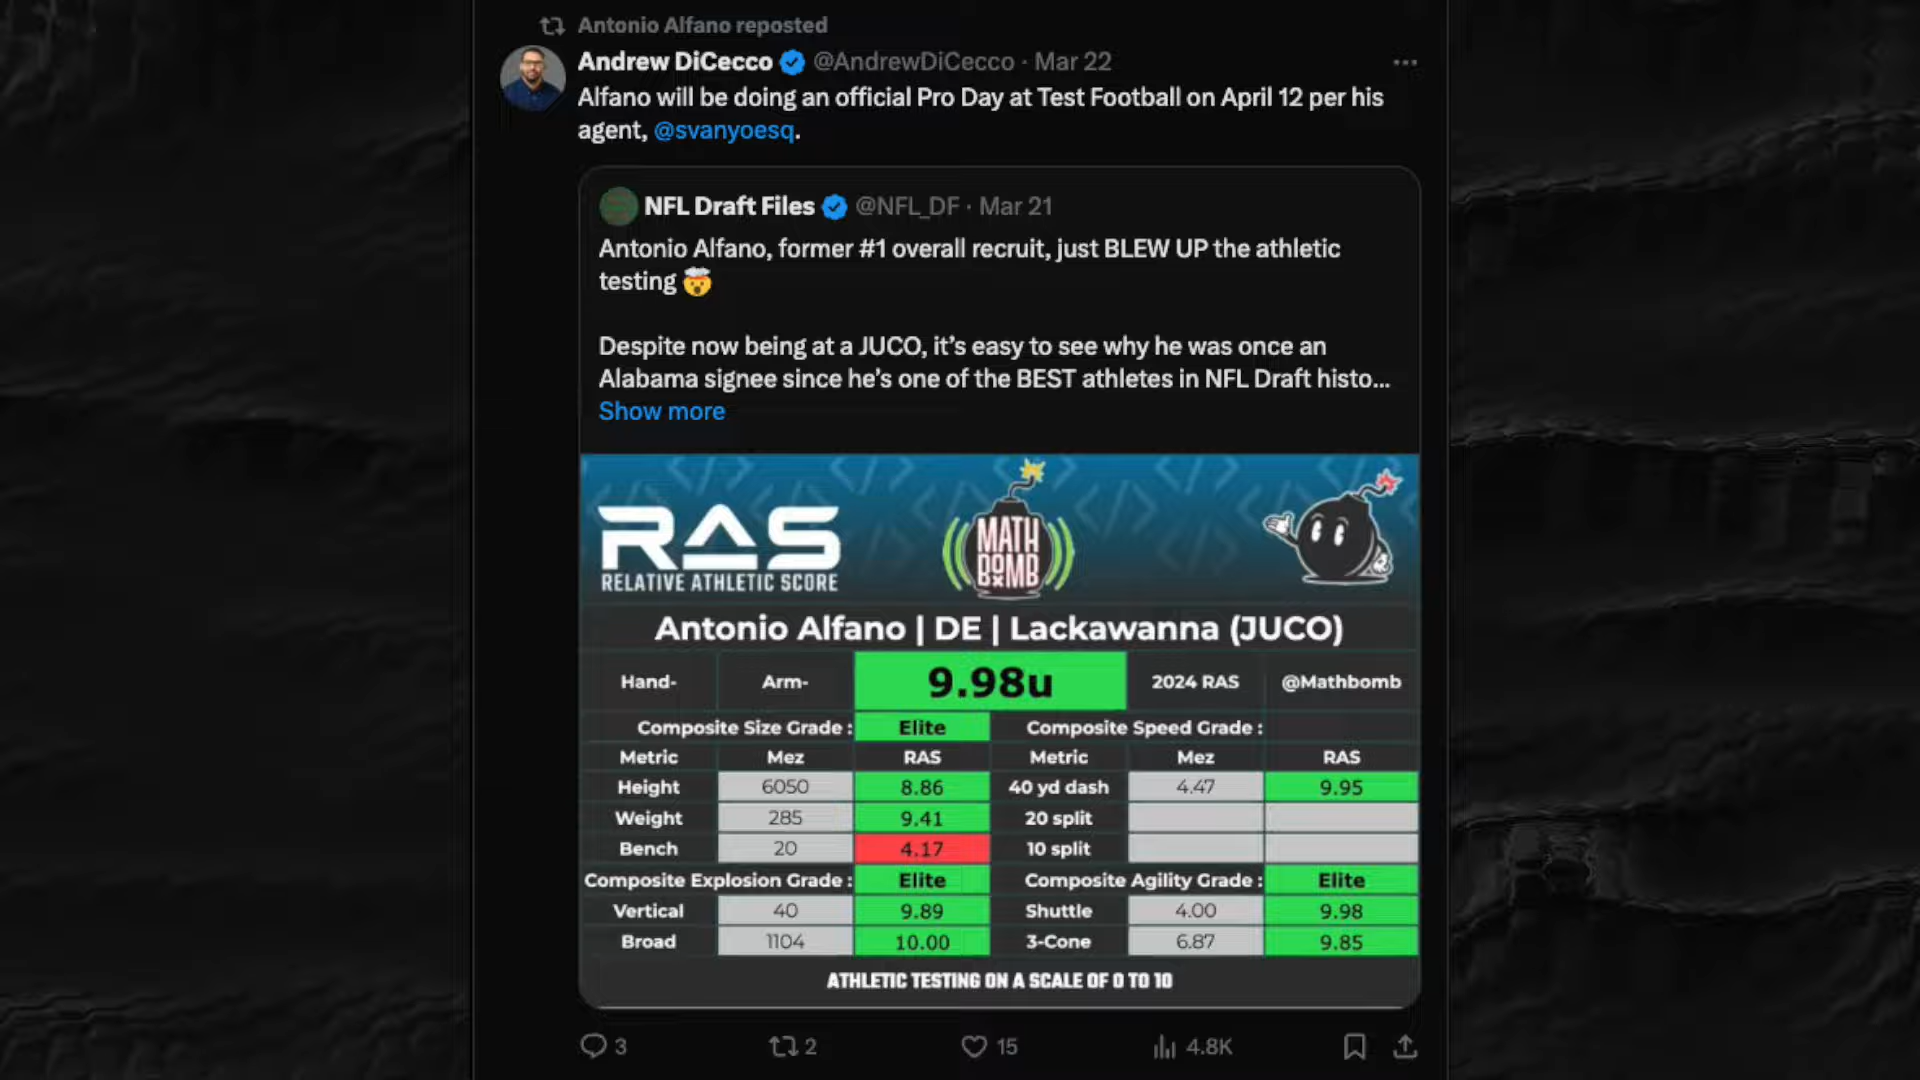 Antonio Alfano reposted
Andrew DiCecco @AndrewDiCecco · Mar 22
Alfano will be doing an official Pro Day at Test Football on April 12 per his
agent, @svanyoesq.
NFL Draft Files @NFL_DF · Mar 21
Antonio Alfano, former #1 overall recruit, just BLEW UP the athletic
testing 🤯
Despite now being at a JUCO, it's easy to see why he was once an
Alabama signee since he's one of the BEST athletes in NFL Draft histo...
Show more
RAS
RELATIVE ATHLETIC SCORE
MATH
BOMB
Antonio Alfano | DE | Lackawanna (JUCO)
Hand- Arm- 9.98u 2024 RAS @Mathbomb
Composite Size Grade : Elite Composite Speed Grade :
Metric Mez RAS Metric Mez RAS
Height 6050 8.86 40 yd dash 4.47 9.95
Weight 285 9.41 20 split
Bench 20 4.17 10 split
Composite Explosion Grade : Elite Composite Agility Grade : Elite
Vertical 40 9.89 Shuttle 4.00 9.98
Broad 1104 10.00 3-Cone 6.87 9.85
ATHLETIC TESTING ON A SCALE OF 0 TO 10
3 2 15 4.8K